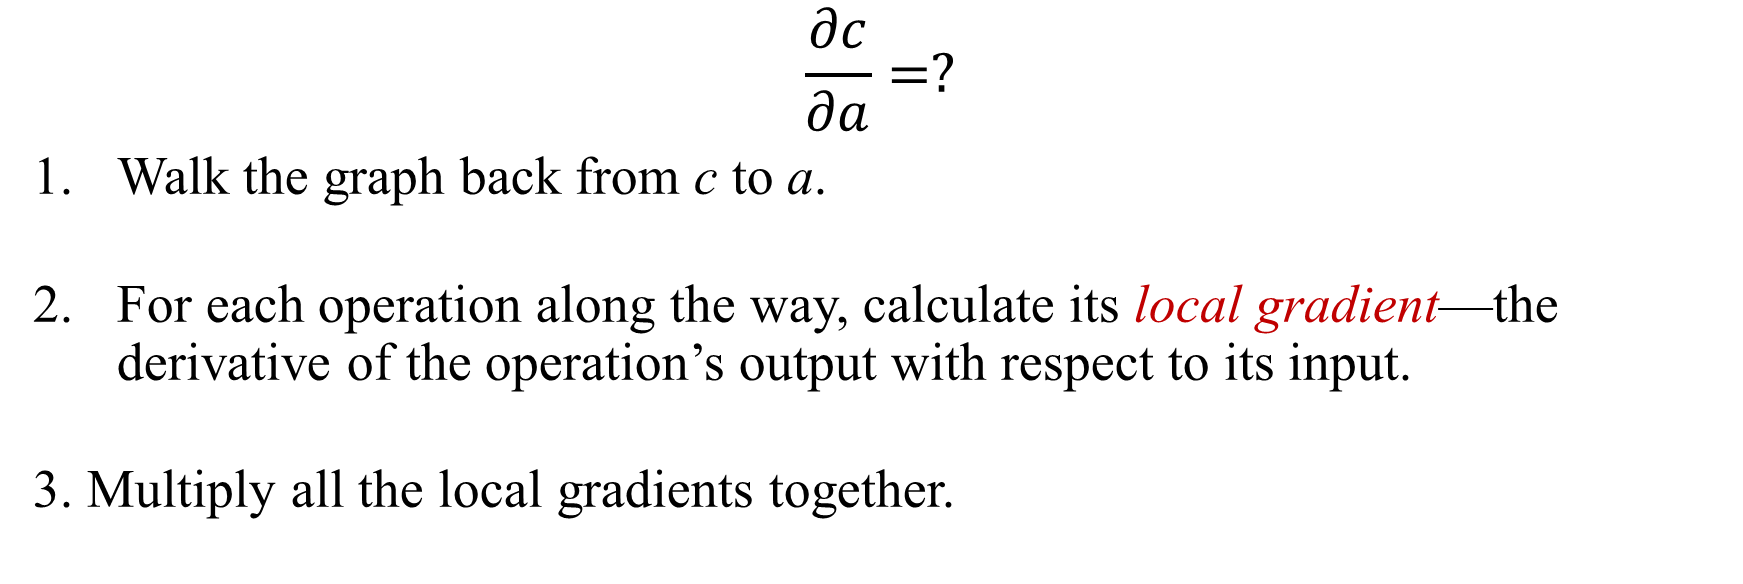 ∂c
=?
∂a
1. Walk the graph back from c to a.
2. For each operation along the way, calculate its local gradient—the
derivative of the operation’s output with respect to its input.
3. Multiply all the local gradients together.